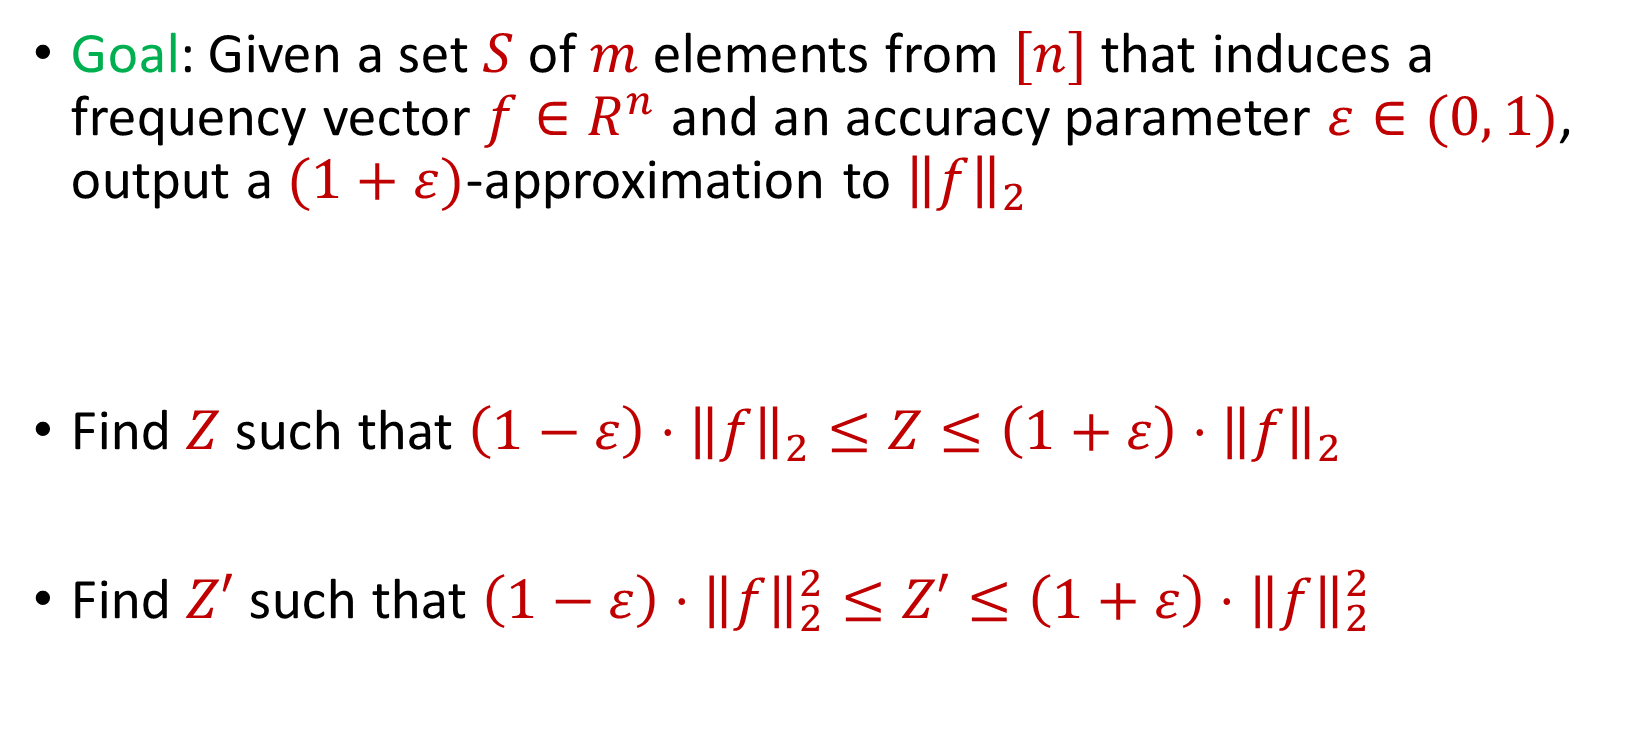 • Goal: Given a set S of m elements from [n] that induces a
frequency vector f ∈ Rⁿ and an accuracy parameter ε ∈ (0, 1),
output a (1 + ε)-approximation to ‖f‖₂
• Find Z such that (1 − ε) ⋅ ‖f‖₂ ≤ Z ≤ (1 + ε) ⋅ ‖f‖₂
• Find Z′ such that (1 − ε) ⋅ ‖f‖₂² ≤ Z′ ≤ (1 + ε) ⋅ ‖f‖₂²